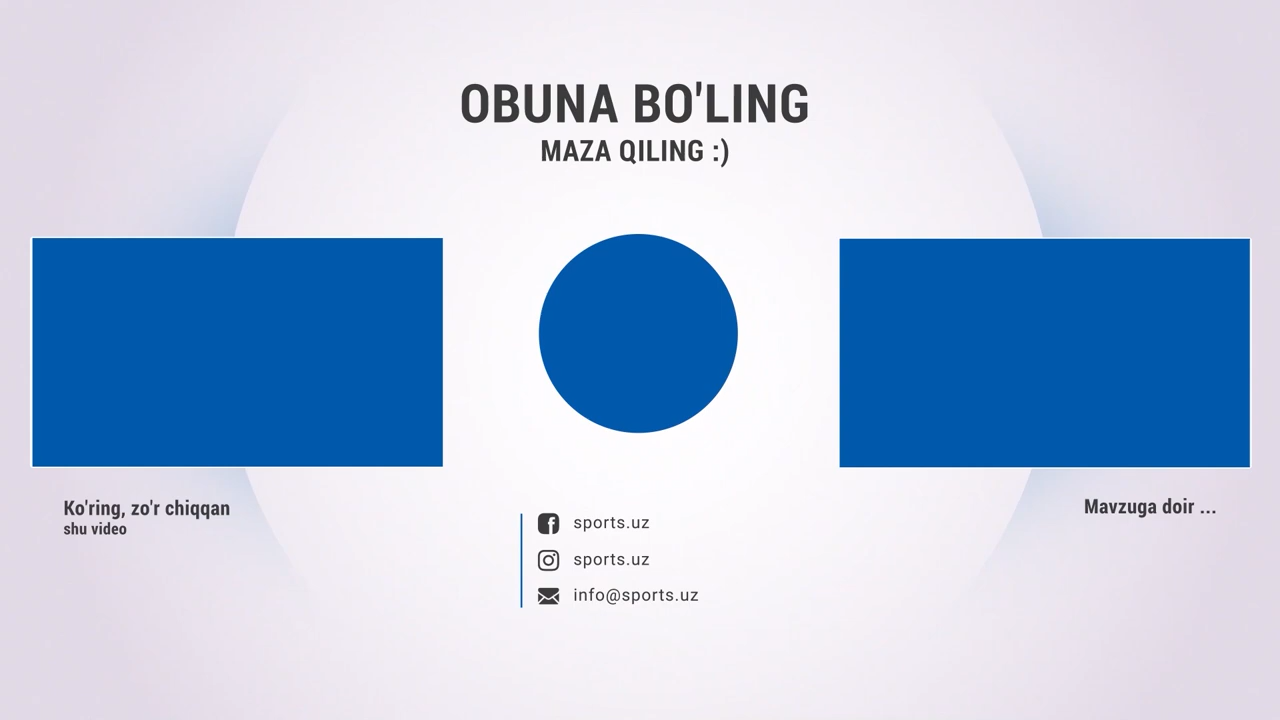 OBUNA BO'LING
MAZA QILING :)
Ko'ring, zo'r chiqqan
shu video
Mavzuga doir ...
sports.uz
sports.uz
info@sports.uz